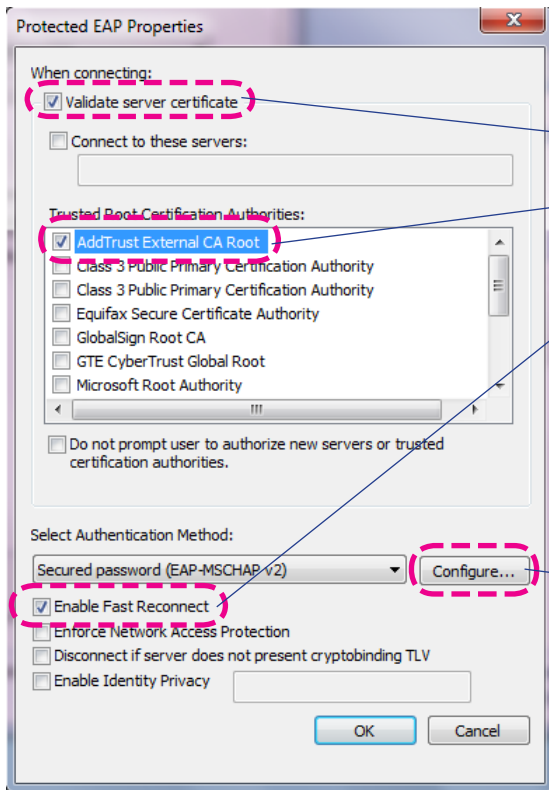 Protected EAP Properties
When connecting:
Validate server certificate
Connect to these servers:
Trusted Root Certification Authorities:
AddTrust External CA Root
Class 3 Public Primary Certification Authority
Class 3 Public Primary Certification Authority
Equifax Secure Certificate Authority
GlobalSign Root CA
GTE CyberTrust Global Root
Microsoft Root Authority
Do not prompt user to authorize new servers or trusted
certification authorities.
Select Authentication Method:
Secured password (EAP-MSCHAP v2)
Configure...
Enable Fast Reconnect
Enforce Network Access Protection
Disconnect if server does not present cryptobinding TLV
Enable Identity Privacy
OK
Cancel